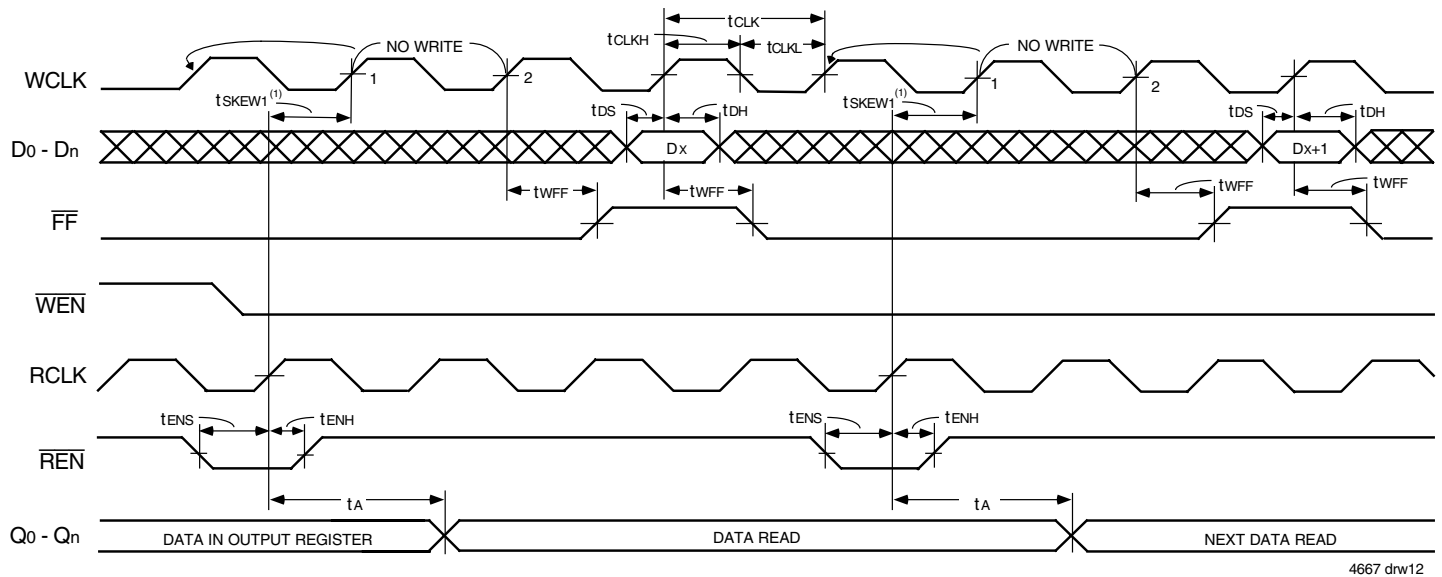 tCLK
tCLKH
tCLKL
NO WRITE
NO WRITE
WCLK
1
2
1
2
tSKEW1(1)
tDS
tDH
tSKEW1(1)
tDS
tDH
D0 - Dn
Dx
Dx+1
tWFF
tWFF
tWFF
tWFF
FF
WEN
RCLK
tENS
tENH
tENS
tENH
REN
tA
tA
Q0 - Qn
DATA IN OUTPUT REGISTER
DATA READ
NEXT DATA READ
4667 drw12